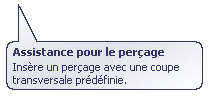 Assistance pour le perçage
Insère un perçage avec une coupe
transversale prédéfinie.